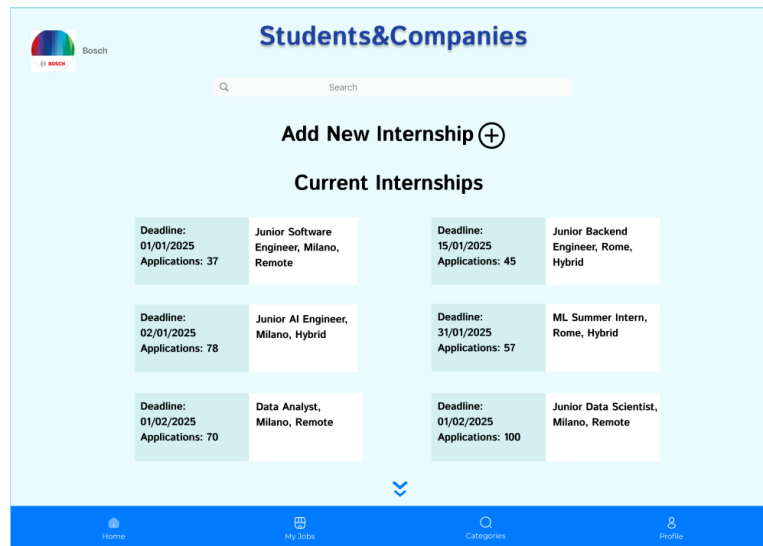 Students&Companies
Bosch
BOSCH
Search
Add New Internship
Current Internships
Deadline:
01/01/2025
Applications: 37
Junior Software
Engineer, Milano,
Remote
Deadline:
15/01/2025
Applications: 45
Junior Backend
Engineer, Rome,
Hybrid
Deadline:
02/01/2025
Applications: 78
Junior AI Engineer,
Milano, Hybrid
Deadline:
31/01/2025
Applications: 57
ML Summer Intern,
Rome, Hybrid
Deadline:
01/02/2025
Applications: 70
Data Analyst,
Milano, Remote
Deadline:
01/02/2025
Applications: 100
Junior Data Scientist,
Milano, Remote
Home
My Jobs
Categories
Profile